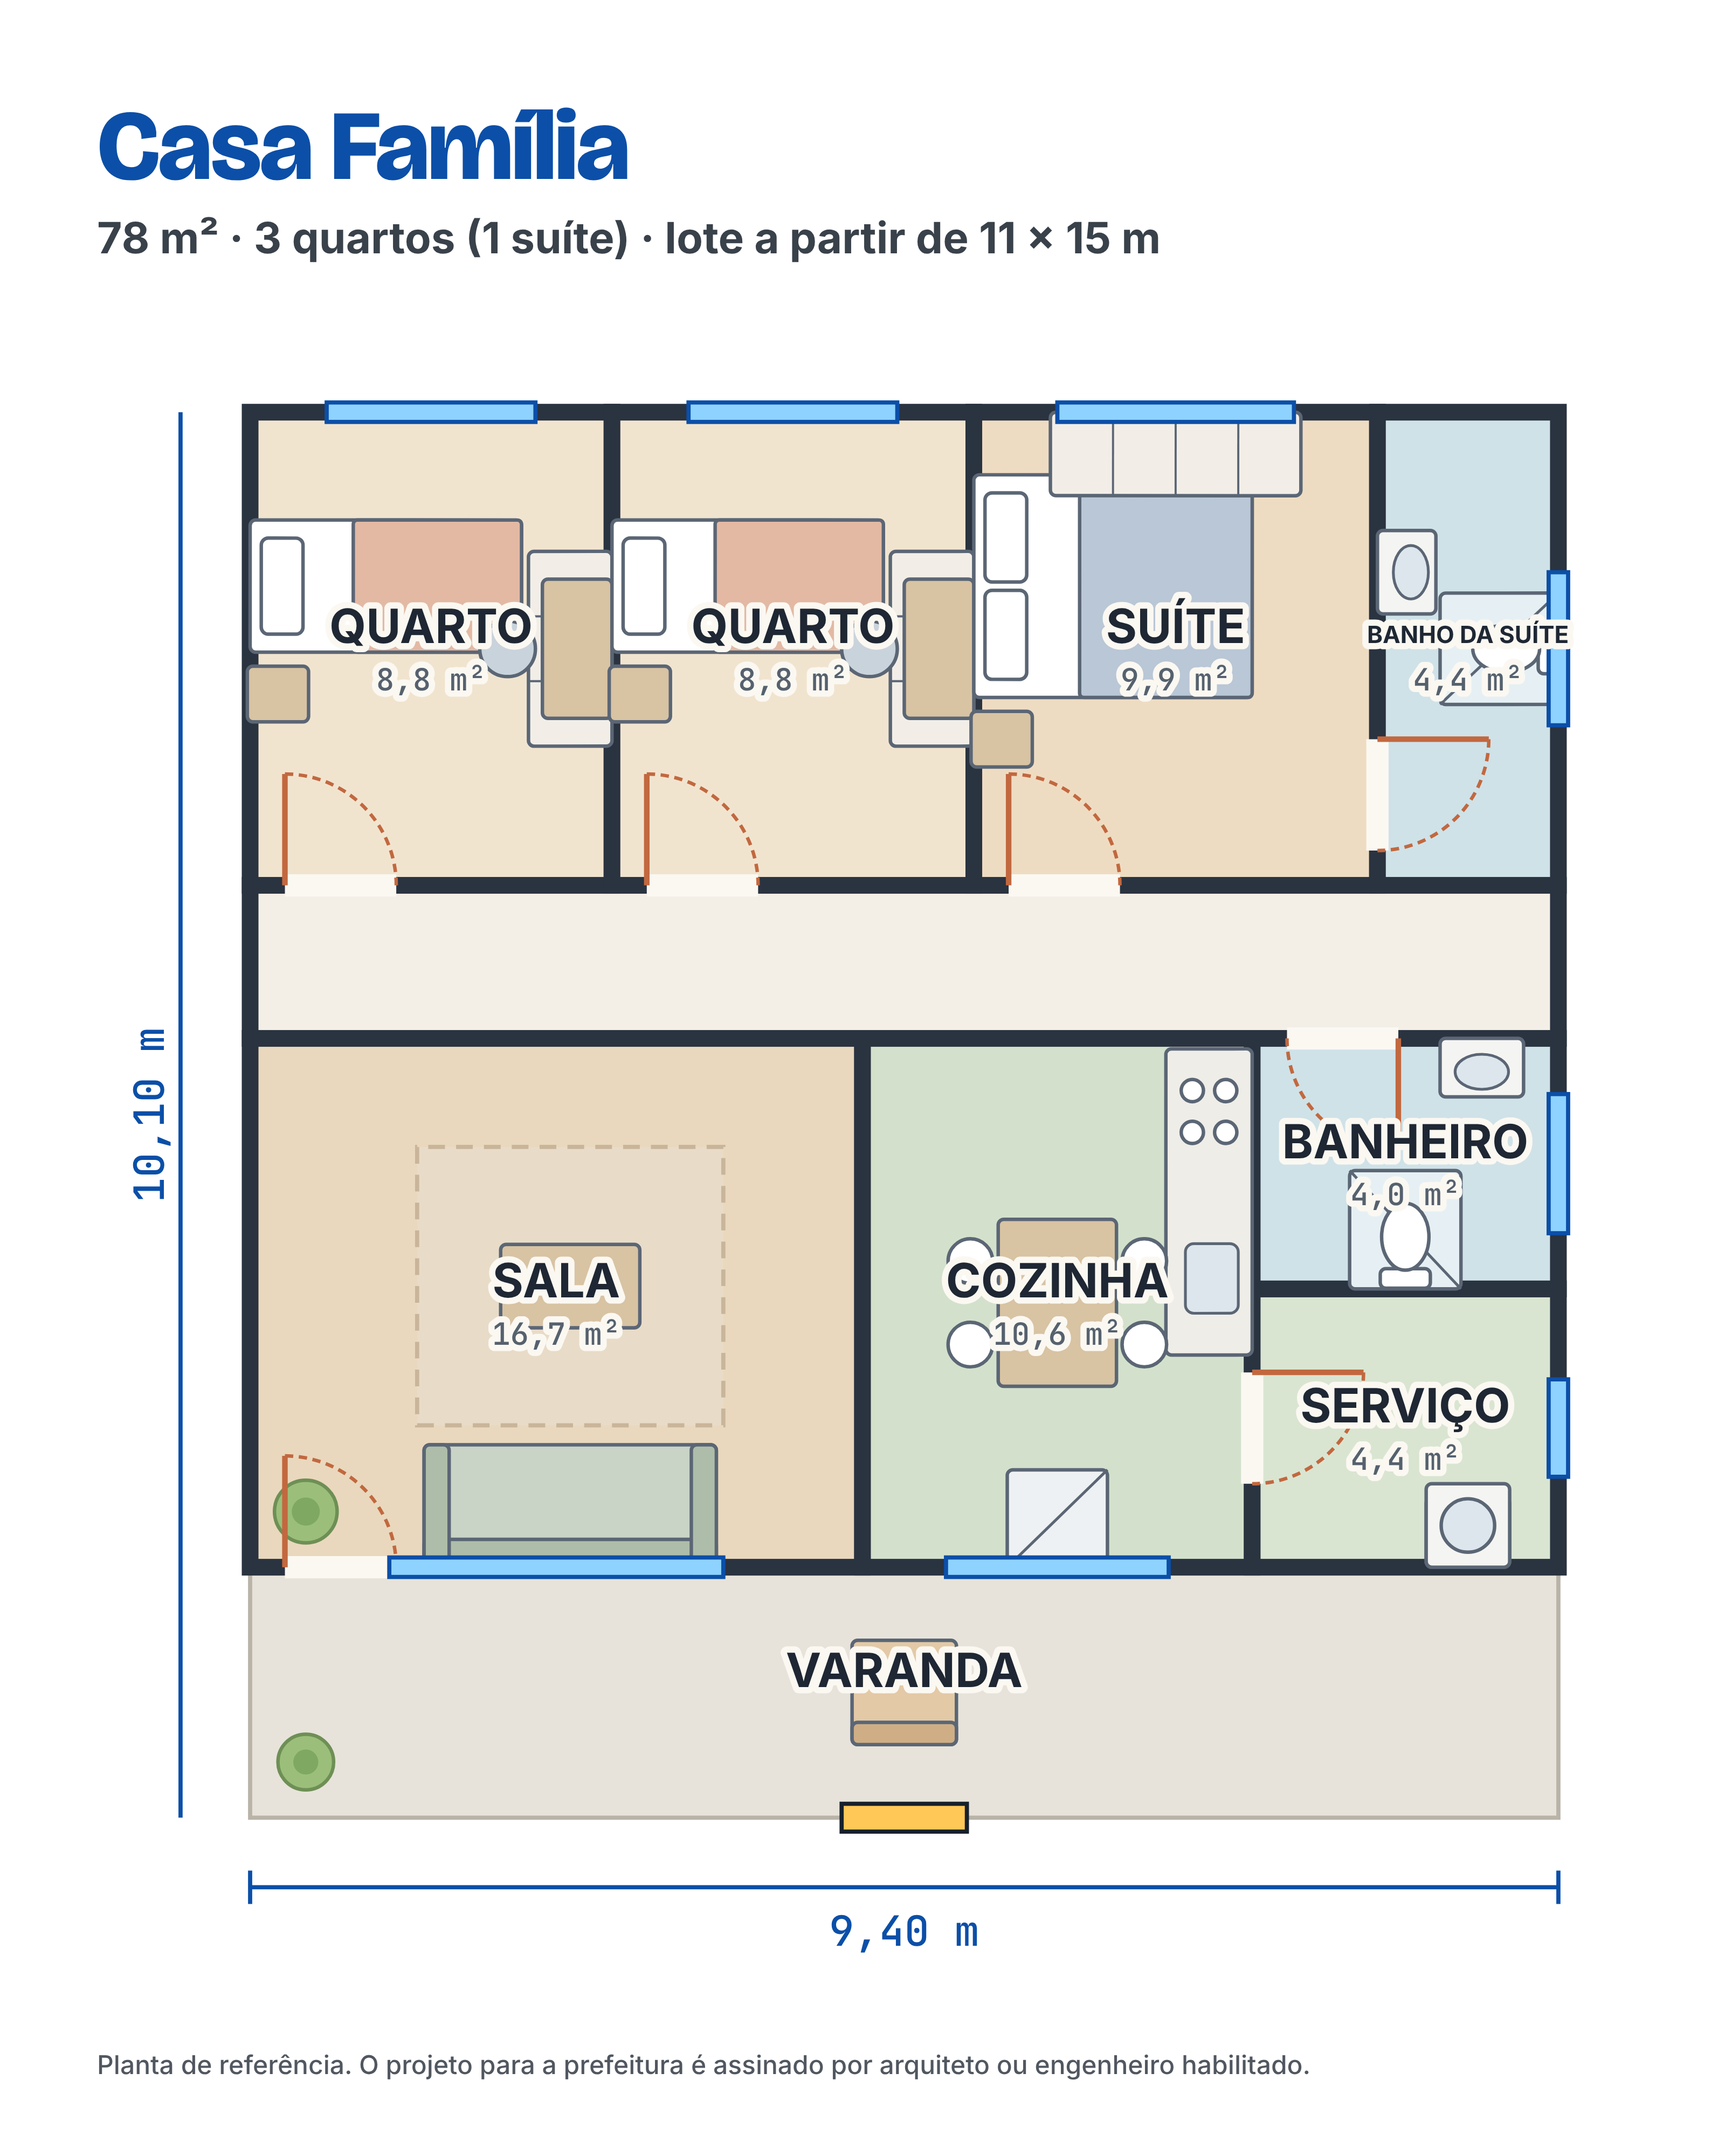 Casa Família
78 m² · 3 quartos (1 suíte) · lote a partir de 11 × 15 m
QUARTO
8,8 m²
QUARTO
8,8 m²
SUÍTE
9,9 m²
BANHO DA SUÍTE
4,4 m²
10,10 m
BANHEIRO
4,0 m²
SALA
16,7 m²
COZINHA
10,6 m²
SERVIÇO
4,4 m²
VARANDA
9,40 m
Planta de referência. O projeto para a prefeitura é assinado por arquiteto ou engenheiro habilitado.